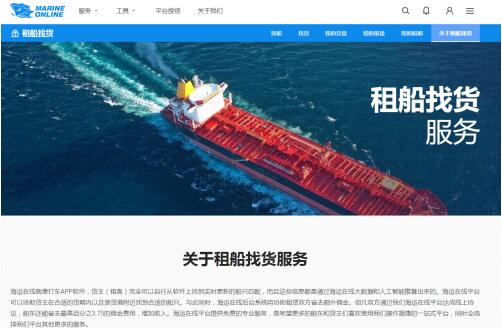 MARINE ONLINE
服务 工具 平台授信 关于我们
租船找货
找船 找货 我的货盘 我的船盘 我的租船 关于租船找货
租船找货
服务
关于租船找货服务
海运在线就像打车APP软件，货主（租客）完全可以自行从软件上找到实时更新的船只匹配，而且这些信息都是通过海运在线大数据和人工智能推算出来的。海运在线平台
可以协助货主在合适的货期内以及装货港附近找到合适的船只。与此同时，海运在线后台系统将协助租赁双方省去额外佣金。但凡双方通过我们海运在线平台达成线上协
议，船东还能省去最高百分之3.75的佣金费用，增加收入。海运在线平台提供免费的专业服务，是希望更多的船东和货主们喜欢使用我们操作简捷的一站式平台，同时会选
择我们平台其他更多的服务。